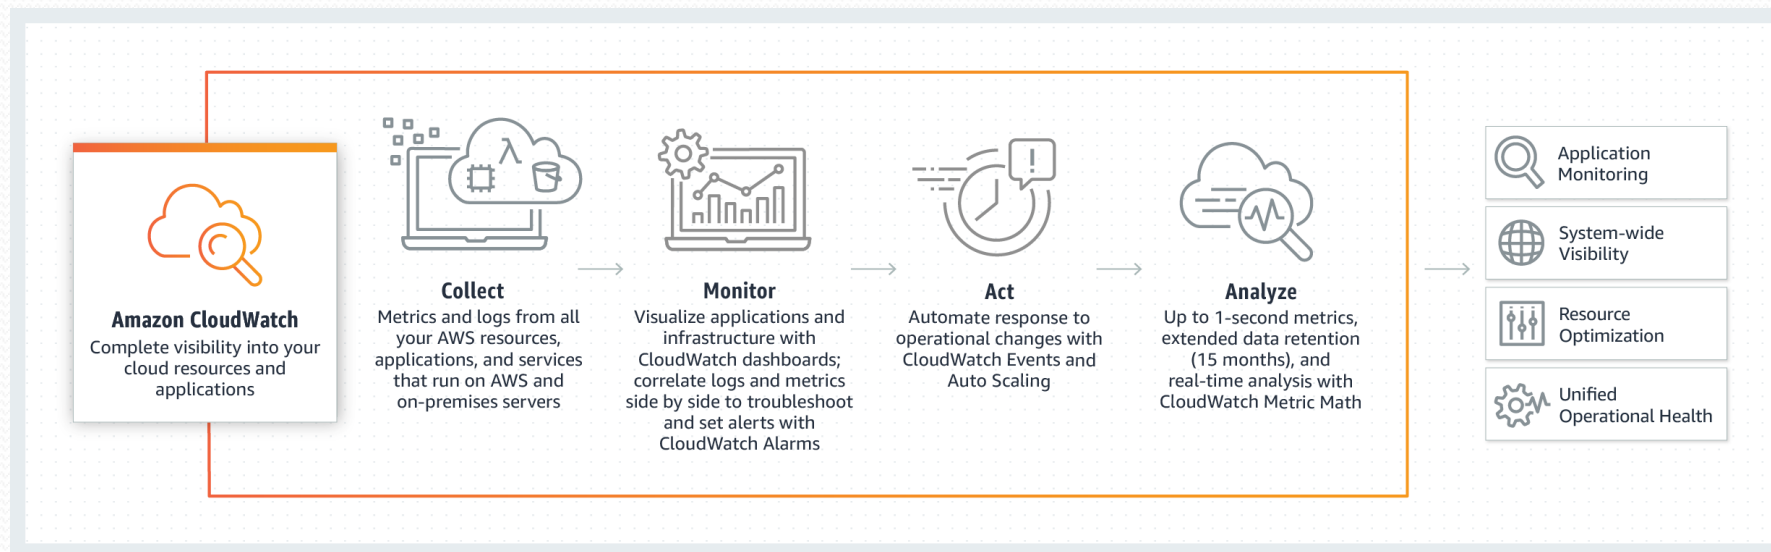 Amazon CloudWatch
Complete visibility into your
cloud resources and
applications
Collect
Metrics and logs from all
your AWS resources,
applications, and services
that run on AWS and
on-premises servers
Monitor
Visualize applications and
infrastructure with
CloudWatch dashboards;
correlate logs and metrics
side by side to troubleshoot
and set alerts with
CloudWatch Alarms
Act
Automate response to
operational changes with
CloudWatch Events and
Auto Scaling
Analyze
Up to 1-second metrics,
extended data retention
(15 months), and
real-time analysis with
CloudWatch Metric Math
Application
Monitoring
System-wide
Visibility
Resource
Optimization
Unified
Operational Health